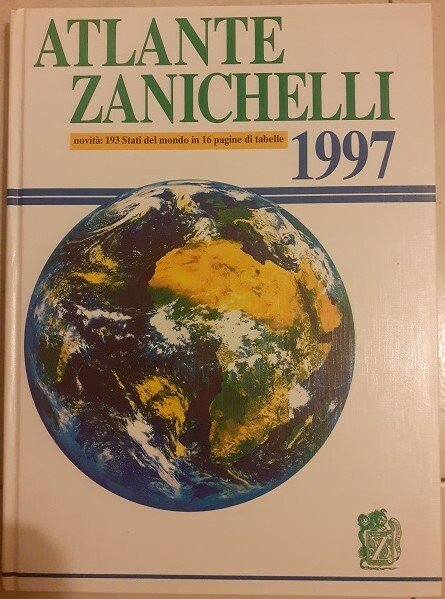 ATLANTE
ZANICHELLI
novità: 193 Stati del mondo in 16 pagine di tabelle
1997
Z